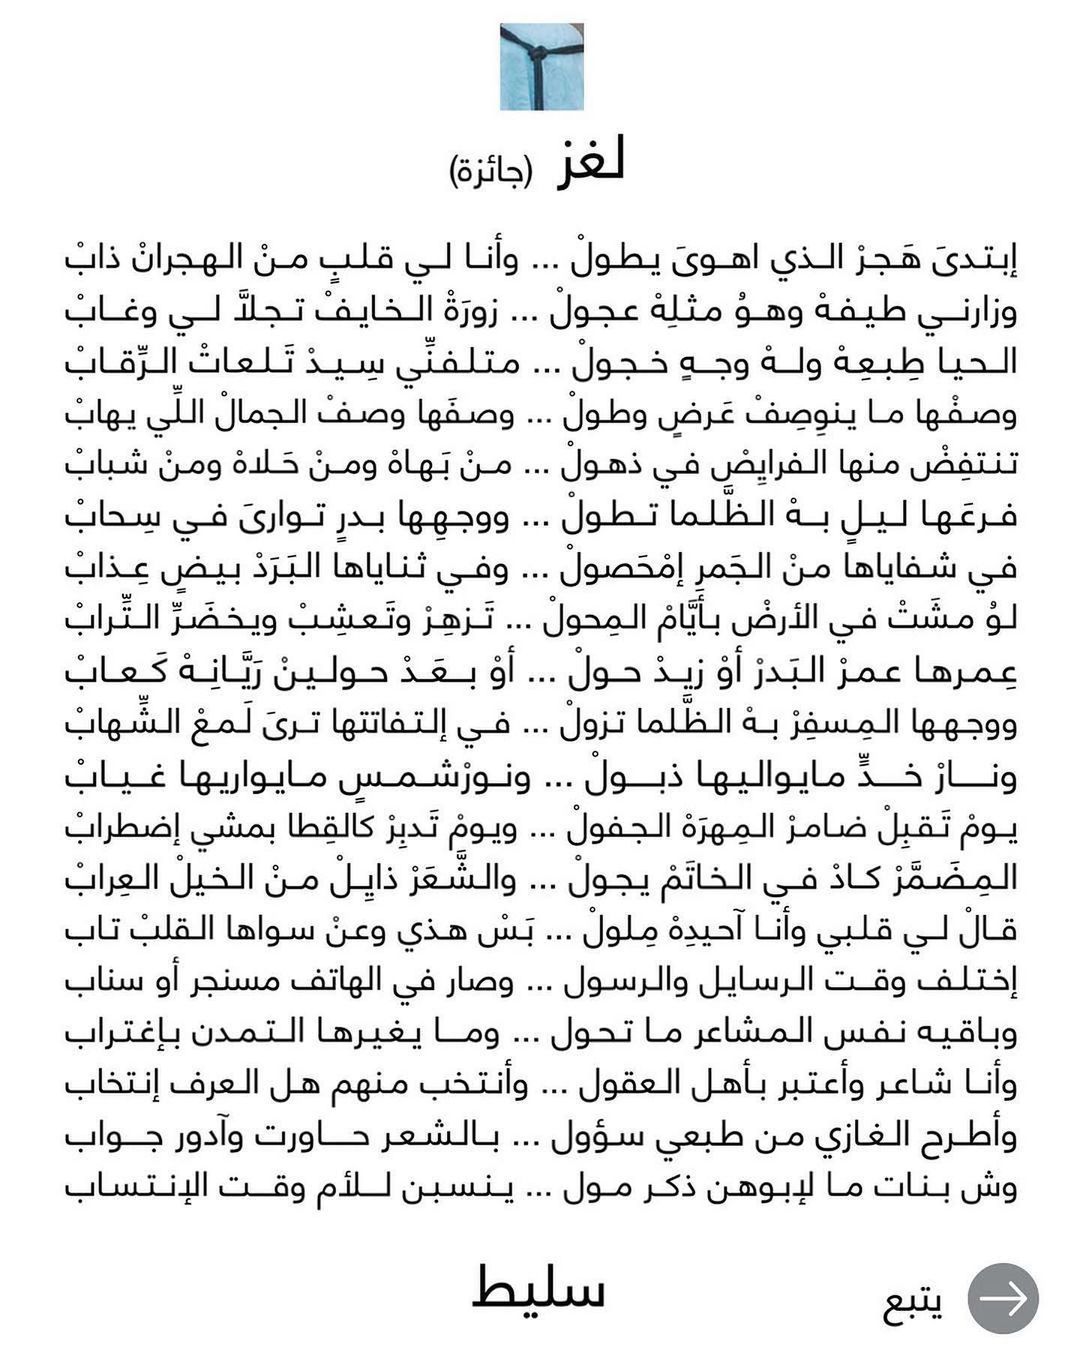 لغز (جائزة)
إبتدىَ هَجرْ الذي اهوىَ يطولْ ... وأنا لي قلبٍ منْ الهجرانْ ذابْ
وزارني طيفهْ وهوُ مثلِهْ عجولْ ... زورَةْ الخايفْ تجلاَّ لي وغابْ
الحيا طِبعِهْ ولهْ وجهٍ خجولْ ... متلفنِّي سِيدْ تَلعاتْ الرِّقابْ
وصفْها ما ينوِصِفْ عَرضٍ وطولْ ... وصفَها وصفْ الجمالْ اللِّي يهابْ
تنتفِضْ منها الفرايِصْ في ذهولْ ... منْ بَهاهْ ومنْ حَلاهْ ومنْ شبابْ
فرعَها ليلٍ بهْ الظَّلما تطولْ ... ووجهِها بدرٍ توارىَ في سِحابْ
في شفاياها منْ الجَمرِ إمْحَصولْ ... وفي ثناياها البَرَدْ بيضٍ عِذابْ
لوُ مشَتْ في الأرضْ بأيَّامْ المِحولْ ... تَزهِرْ وتَعشِبْ ويخضَرِّ التِّرابْ
عِمرها عمرْ البَدرْ أوْ زيدْ حولْ ... أوْ بعَدْ حولينْ رَيَّانِهْ كَعابْ
ووجهها المِسفِرْ بهْ الظَّلما تزولْ ... في إلتفاتتها ترىَ لَمعْ الشِّهابْ
ونارْ خدٍّ مايواليها ذبولْ ... ونورْشمسٍ مايواريها غيابْ
يومْ تَقبِلْ ضامرْ المِهرَهْ الجفولْ ... ويومْ تَدبِرْ كالقِطا بمشي إضطرابْ
المِضَمَّرْ كادْ في الخاتَمْ يجولْ ... والشَّعَرْ ذايِلْ منْ الخيلْ العِرابْ
قالْ لي قلبي وأنا آحيدِهْ مِلولْ ... بَسْ هذي وعنْ سواها القلبْ تاب
إختلف وقت الرسايل والرسول ... وصار في الهاتف مسنجر أو سناب
وباقيه نفس المشاعر ما تحول ... وما يغيرها التمدن بإغتراب
وأنا شاعر وأعتبر بأهل العقول ... وأنتخب منهم هل العرف إنتخاب
وأطرح الغازي من طبعي سؤول ... بالشعر حاورت وآدور جواب
وش بنات ما لإبوهن ذكر مول ... ينسبن للأم وقت الإنتساب
سليط
يتبع